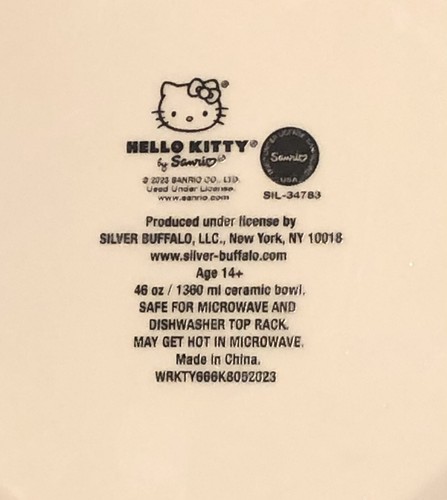 HELLO KITTY®
by Sanrio®
© 2023 SANRIO CO., LTD.
Used Under License.
www.sanrio.com
Sanrio
USA
SIL-34783
Produced under license by
SILVER BUFFALO, LLC., New York, NY 10018
www.silver-buffalo.com
Age 14+
46 oz / 1360 ml ceramic bowl.
SAFE FOR MICROWAVE AND
DISHWASHER TOP RACK.
MAY GET HOT IN MICROWAVE.
Made in China.
WRKTY666K8052023